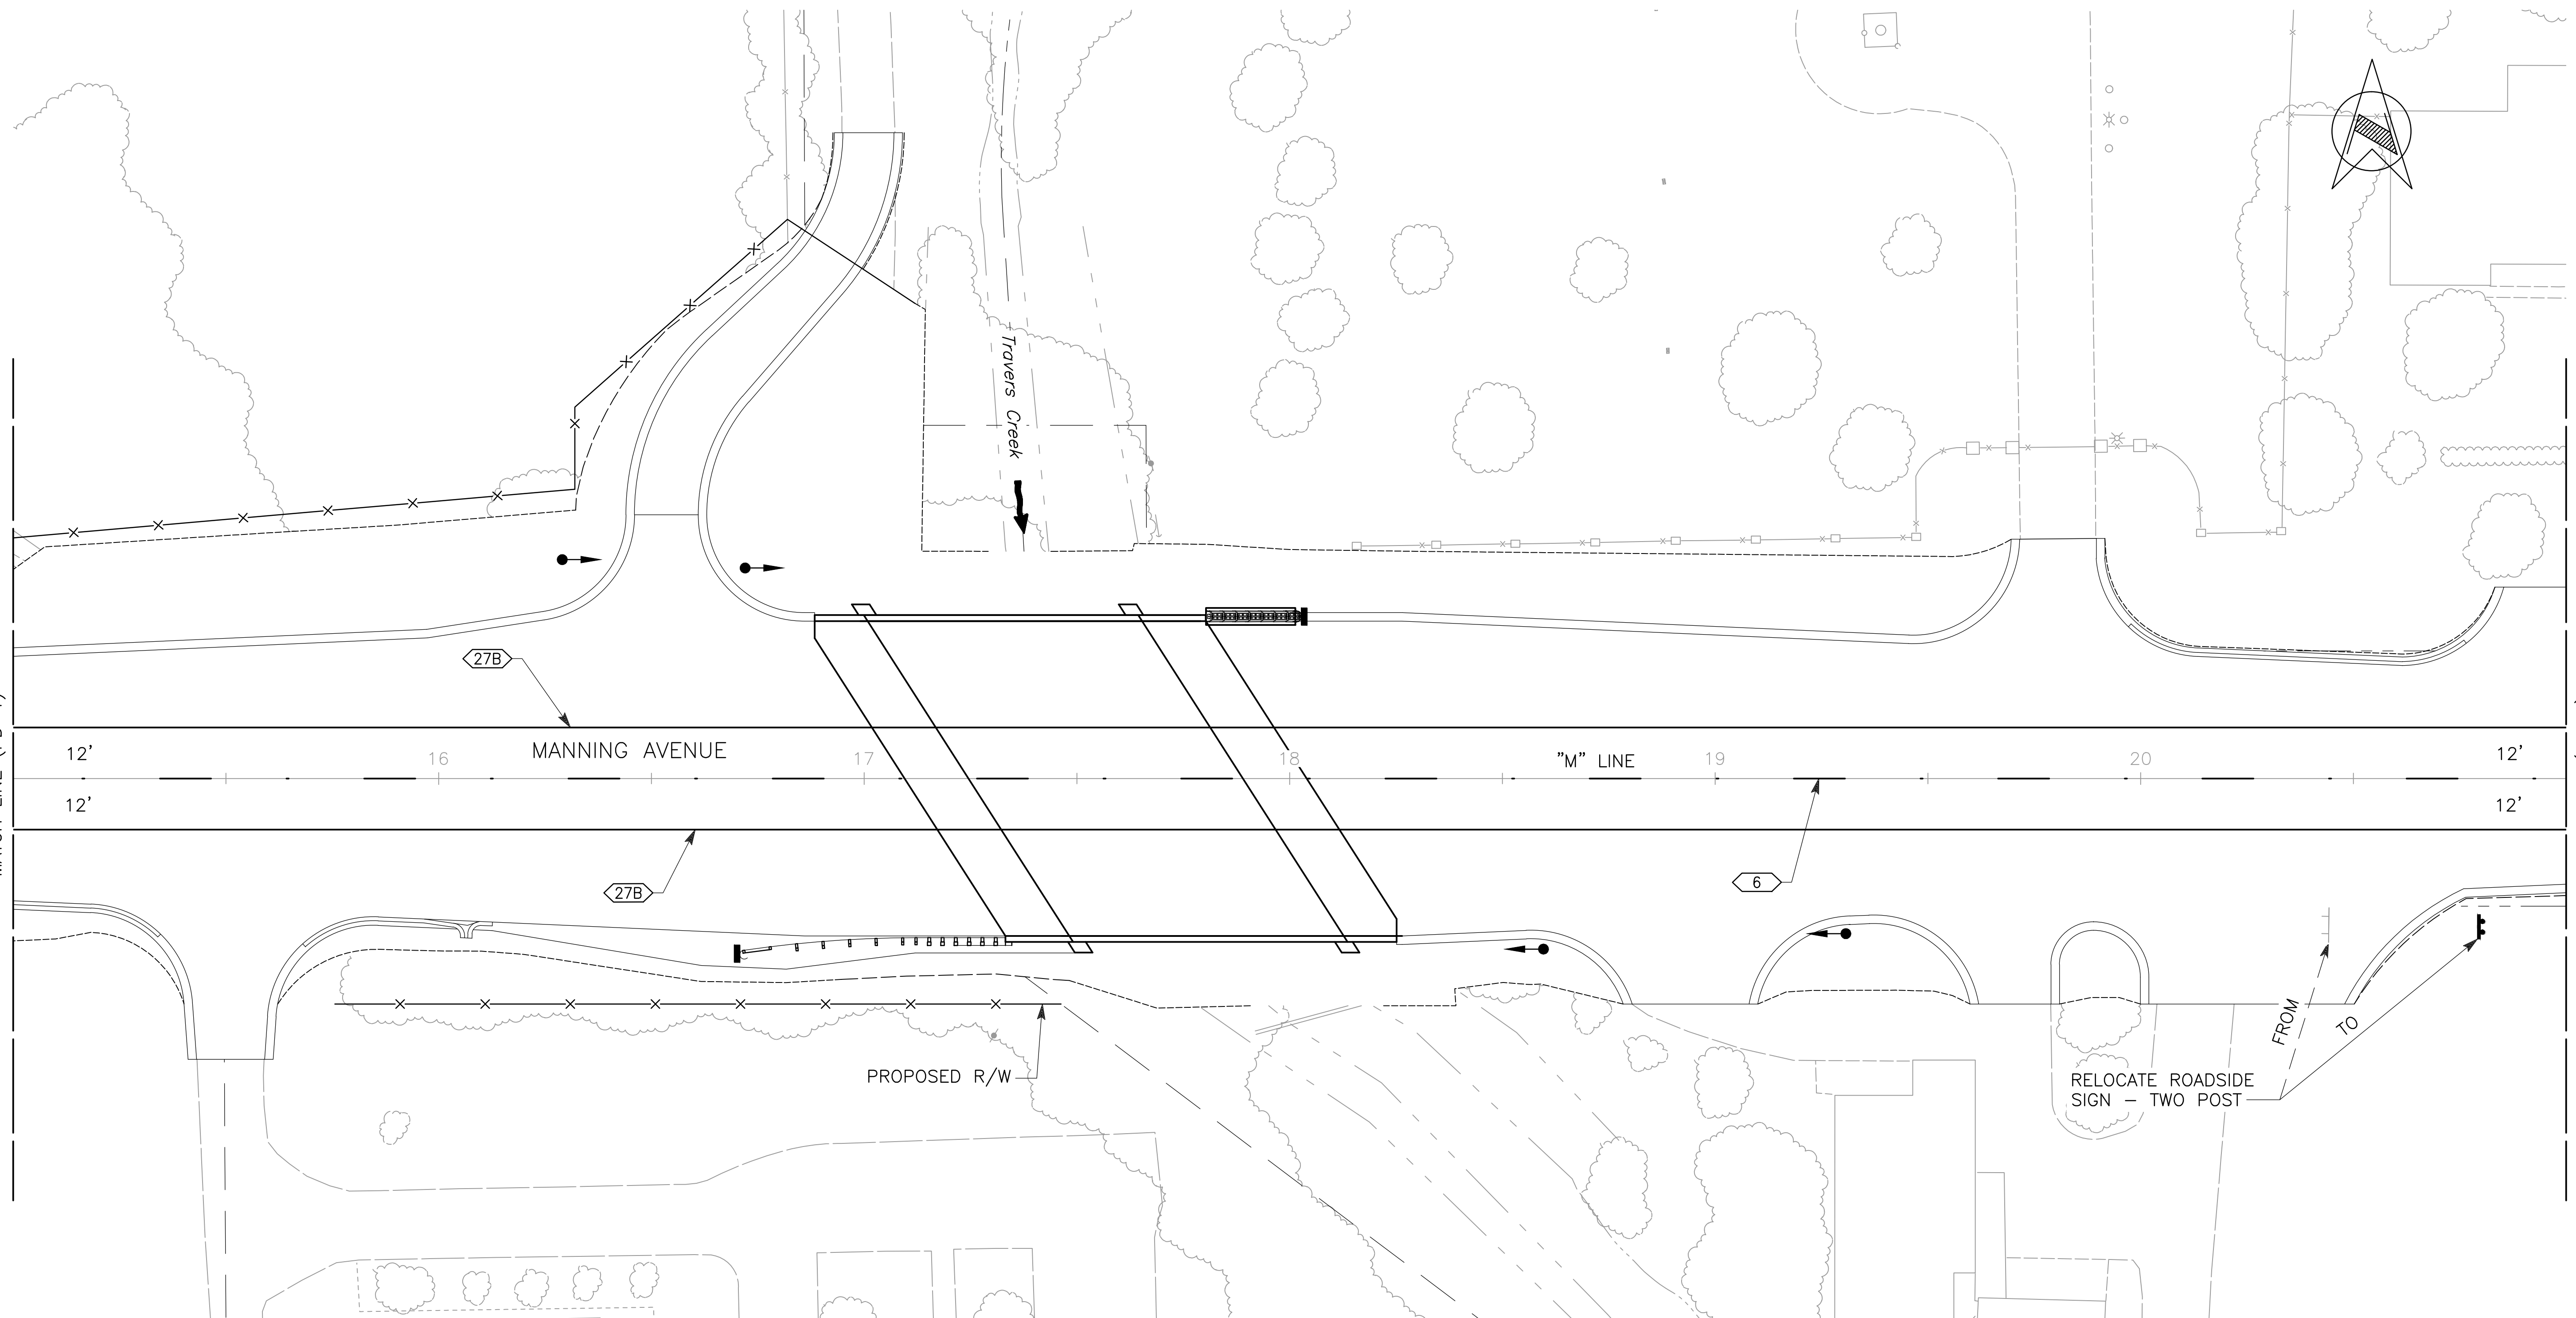 Travers Creek
27B
MANNING AVENUE
"M" LINE
12'
12'
16
17
18
19
20
12'
12'
27B
6
PROPOSED R/W
FROM
TO
RELOCATE ROADSIDE
SIGN – TWO POST